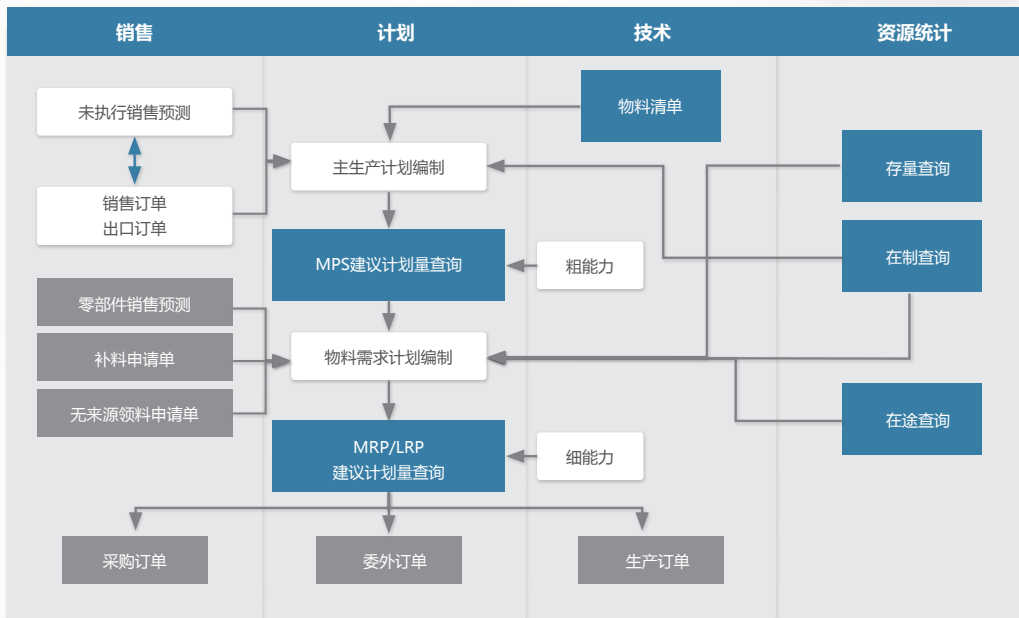 销售
计划
技术
资源统计
未执行销售预测
物料清单
主生产计划编制
存量查询
销售订单
出口订单
MPS建议计划量查询
粗能力
在制查询
零部件销售预测
补料申请单
物料需求计划编制
无来源领料申请单
在途查询
MRP/LRP
建议计划量查询
细能力
采购订单
委外订单
生产订单